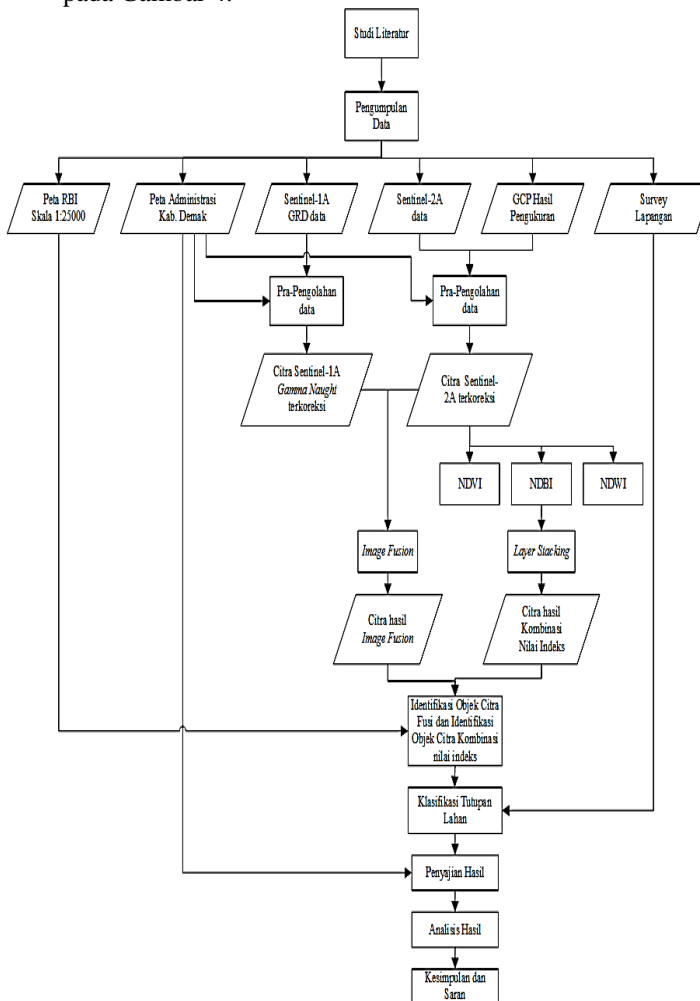 pada Gambar 4.
Studi Literatur
Pengumpulan
Data
Peta RBI
Skala 1:25000
Peta Administrasi
Kab. Demak
Sentinel-1A
GRD data
Sentinel-2A
data
GCP Hasil
Pengukuran
Survey
Lapangan
Pra-Pengolahan
data
Pra-Pengolahan
data
Citra Sentinel-1A
Gamma Naught
terkoreksi
Citra Sentinel-
2A terkoreksi
NDVI
NDBI
NDWI
Image Fusion
Layer Stacking
Citra hasil
Image Fusion
Citra hasil
Kombinasi
Nilai Indeks
Identifikasi Objek Citra
Fusi dan Identifikasi
Objek Citra Kombinasi
nilai indeks
Klasifikasi Tutupan
Lahan
Penyajian Hasil
Analisis Hasil
Kesimpulan dan
Saran